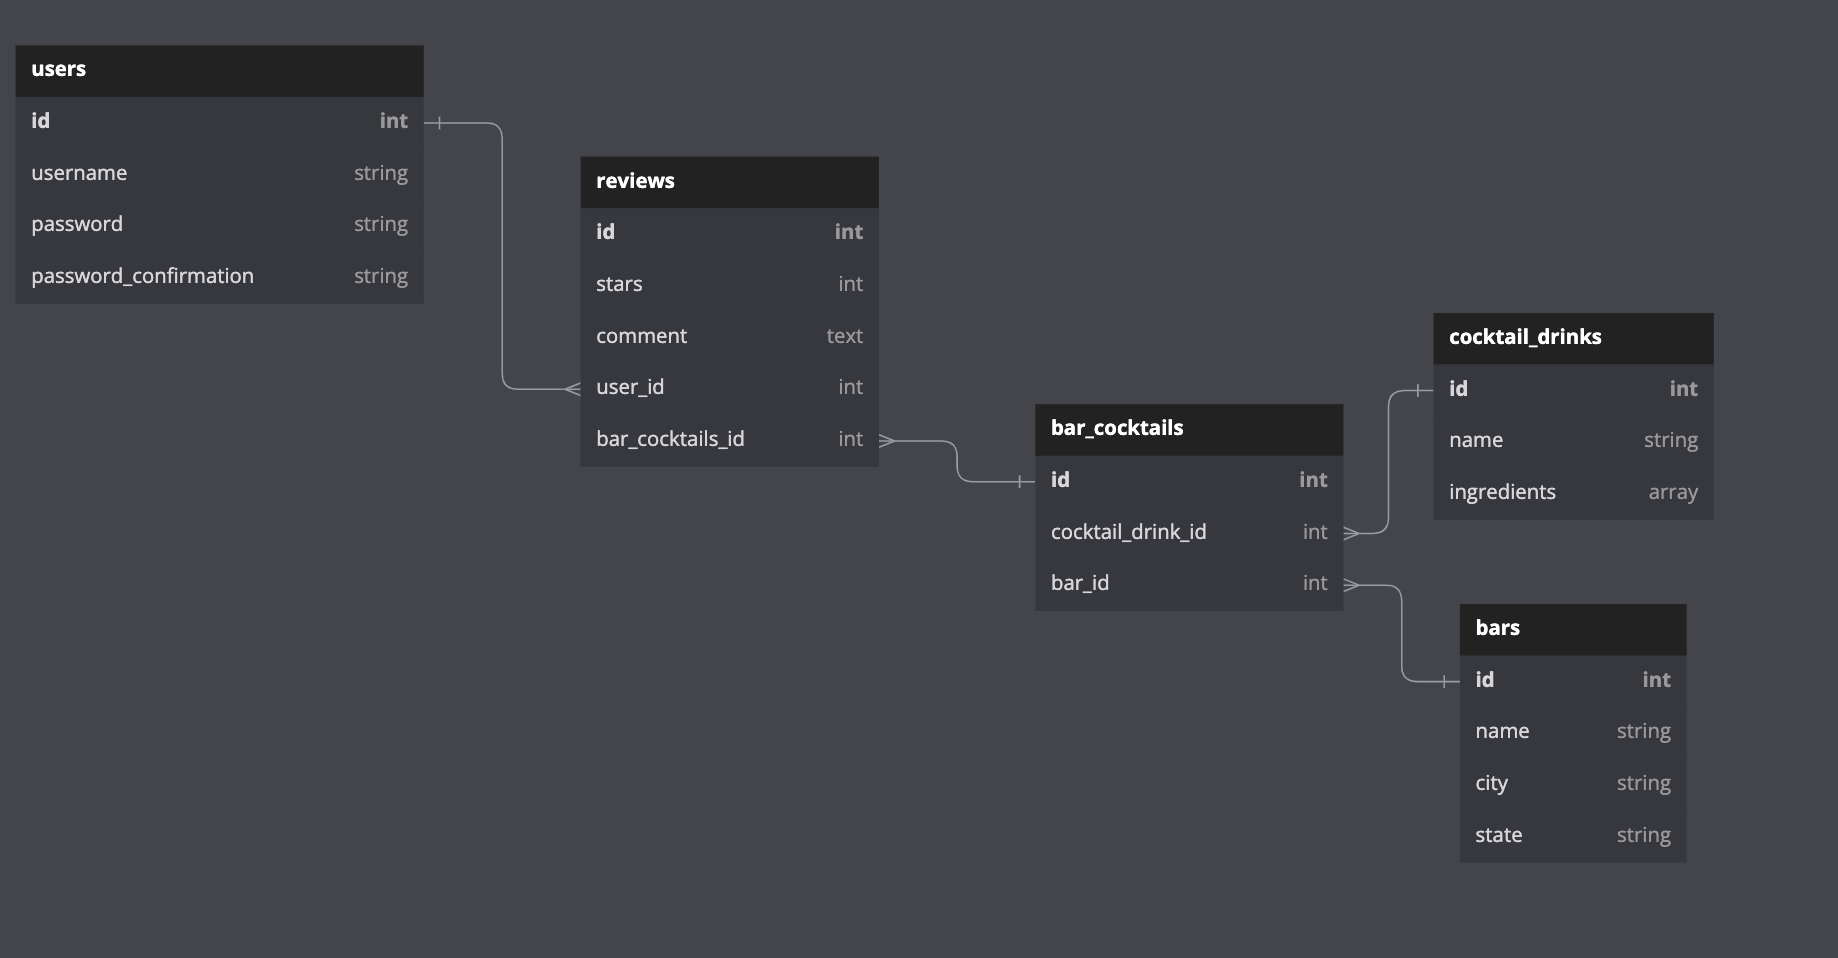 users
id int
username string
password string
password_confirmation string
reviews
id int
stars int
comment text
user_id int
bar_cocktails_id int
bar_cocktails
id int
cocktail_drink_id int
bar_id int
cocktail_drinks
id int
name string
ingredients array
bars
id int
name string
city string
state string